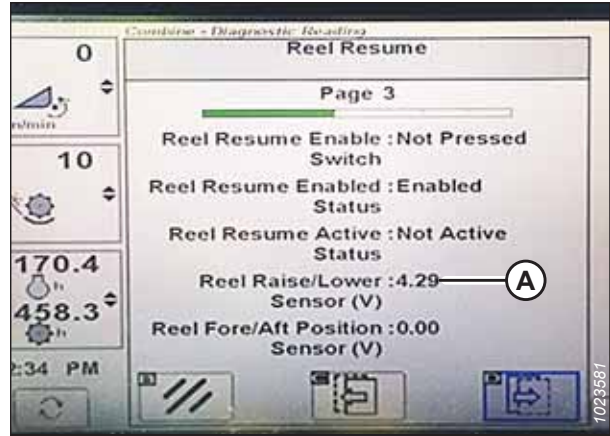 Combine - Diagnostic Reading
Reel Resume
0
n/min
10
170.4
h
458.3
h
2:34 PM
Page 3
Reel Resume Enable :Not Pressed
Switch
Reel Resume Enabled :Enabled
Status
Reel Resume Active :Not Active
Status
Reel Raise/Lower :4.29
Sensor (V)
A
Reel Fore/Aft Position :0.00
Sensor (V)
1023581